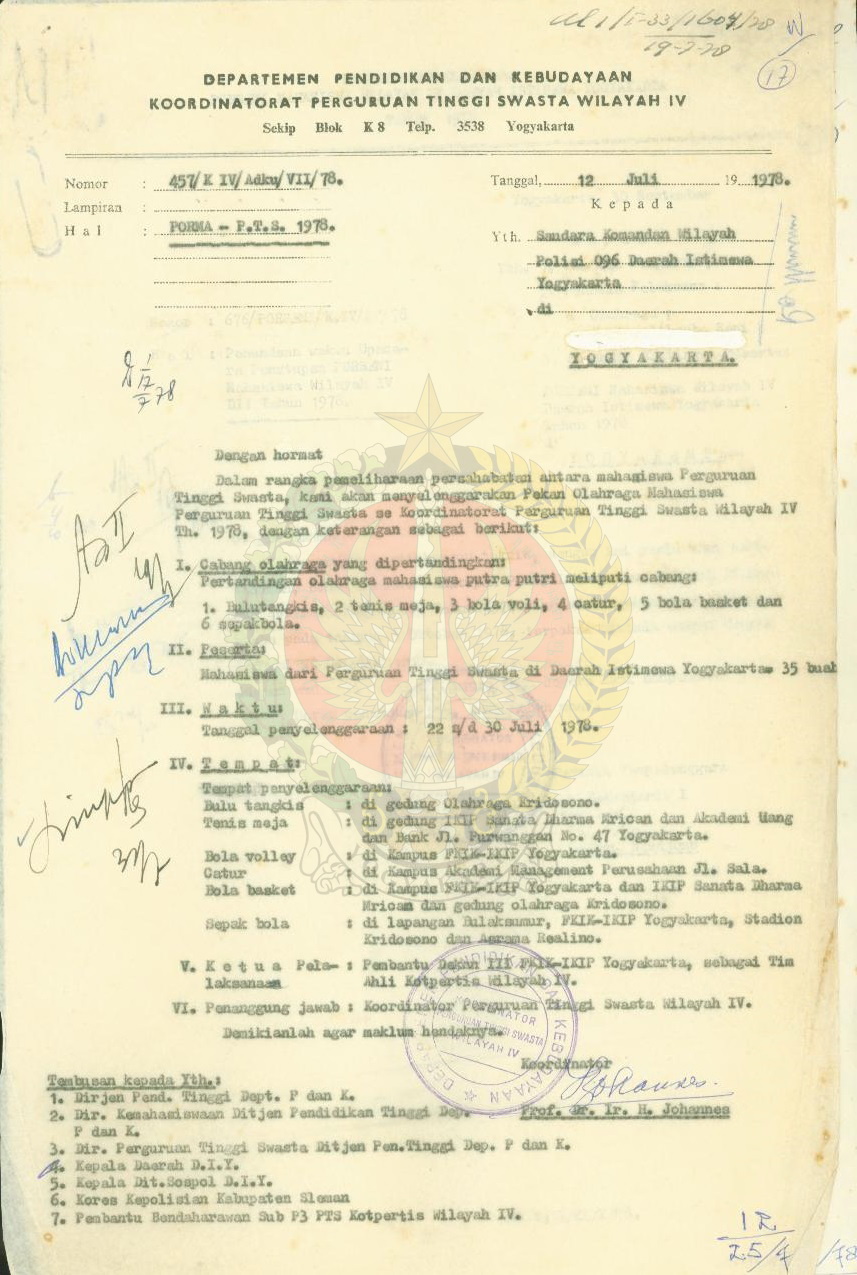 19-7-78
17
DEPARTEMEN PENDIDIKAN DAN KEBUDAYAAN
KOORDINATORAT PERGURUAN TINGGI SWASTA WILAYAH IV
Sekip Blok K 8 Telp. 3538 Yogyakarta
Nomor : 457/K IV/Adku/VII/78.
Lampiran :
Hal : PORMA - P.T.S. 1978.
Tanggal, 12 Juli 19 1978.
Kepada
Yth. Saudara Komandan Wilayah
Polisi 096 Daerah Istimewa
Yogyakarta
di
YOGYAKARTA.
Dengan hormat
Dalam rangka pemeliharaan persahabatan antara mahasiswa Perguruan
Tinggi Swasta, kami akan menyelenggarakan Pekan Olahraga Mahasiswa
Perguruan Tinggi Swasta se Koordinatorat Perguruan Tinggi Swasta Wilayah IV
Th. 1978, dengan keterangan sebagai berikut:
I. Cabang olahraga yang dipertandingkan:
Pertandingan olahraga mahasiswa putra putri meliputi cabang:
1. Bulutangkis, 2 tenis meja, 3 bola voli, 4 catur, 5 bola basket dan
6 sepakbola.
II. Peserta:
Mahasiswa dari Perguruan Tinggi Swasta di Daerah Istimewa Yogyakarta= 35 buah
III. Waktu:
Tanggal penyelenggaraan : 22 s/d 30 Juli 1978.
IV. Tempat:
Tempat penyelenggaraan:
Bulu tangkis : di gedung Olahraga Kridosono.
Tenis meja : di gedung IKIP Sanata Dharma Mrican dan Akademi Uang
dan Bank Jl. Purwanggan No. 47 Yogyakarta.
Bola volley : di Kampus FKIK-IKIP Yogyakarta.
Catur : di Kampus Akademi Management Perusahaan Jl. Sala.
Bola basket : di Kampus FKIK-IKIP Yogyakarta dan IKIP Sanata Dharma
Mrican dan gedung olahraga Kridosono.
Sepak bola : di lapangan Bulaksumur, FKIK-IKIP Yogyakarta, Stadion
Kridosono dan Asrama Realino.
V. Ketua Pela- : Pembantu Dekan III FKIK-IKIP Yogyakarta, sebagai Tim
laksanaan Ahli Kotpertis Wilayah IV.
VI. Penanggung jawab : Koordinator Perguruan Tinggi Swasta Wilayah IV.
Demikianlah agar maklum hendaknya.
Koordinator
Prof. Dr. Ir. H. Johannes
Tembusan kepada Yth.:
1. Dirjen Pend. Tinggi Dept. P dan K.
2. Dir. Kemahasiswaan Ditjen Pendidikan Tinggi Dep.
P dan K.
3. Dir. Perguruan Tinggi Swasta Ditjen Pen.Tinggi Dep. P dan K.
4. Kepala Daerah D.I.Y.
5. Kepala Dit.Sospol D.I.Y.
6. Kores Kepolisian Kabupaten Sleman
7. Pembantu Bendaharawan Sub P3 PTS Kotpertis Wilayah IV.